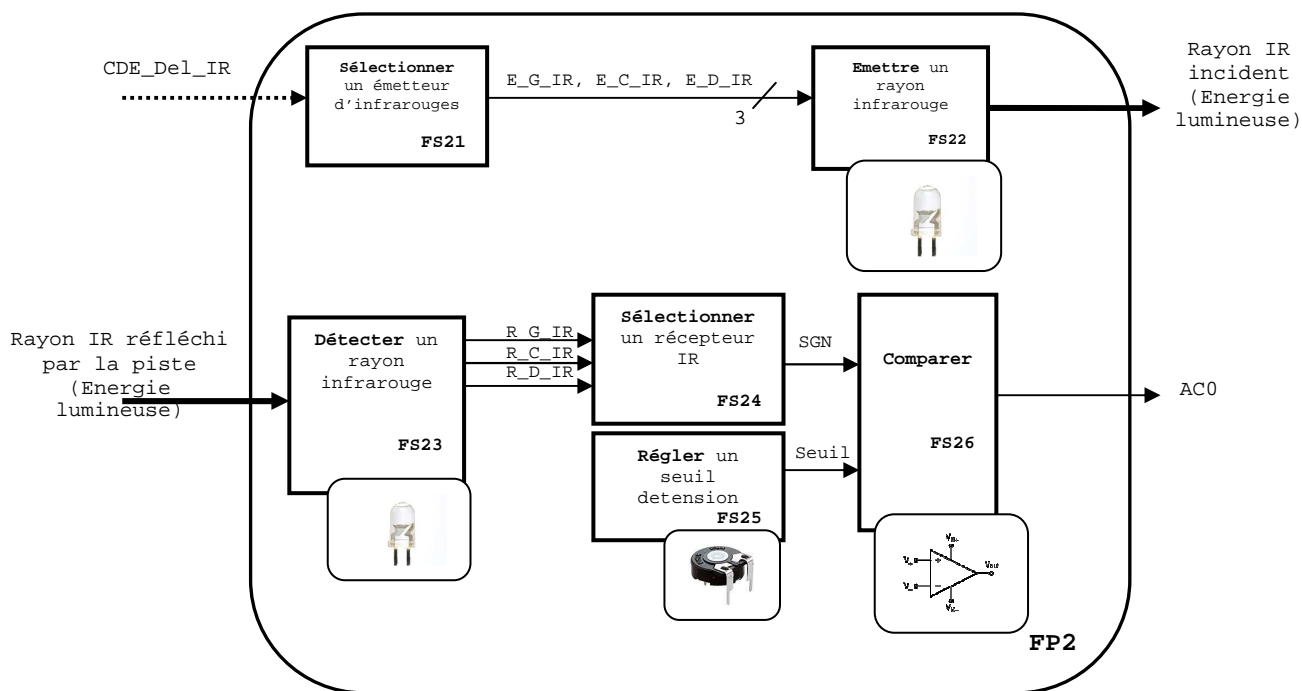 CDE_Del_IR
Sélectionner
un émetteur
d'infrarouges
FS21
E_G_IR, E_C_IR, E_D_IR
3
Emettre un
rayon
infrarouge
FS22
Rayon IR
incident
(Energie
lumineuse)
Rayon IR réfléchi
par la piste
(Energie
lumineuse)
Détecter un
rayon
infrarouge
FS23
R_G_IR
R_C_IR
R_D_IR
Sélectionner
un récepteur
IR
FS24
SGN
Régler un
seuil
detension
FS25
Seuil
Comparer
FS26
AC0
V+
V-
Vout
FP2